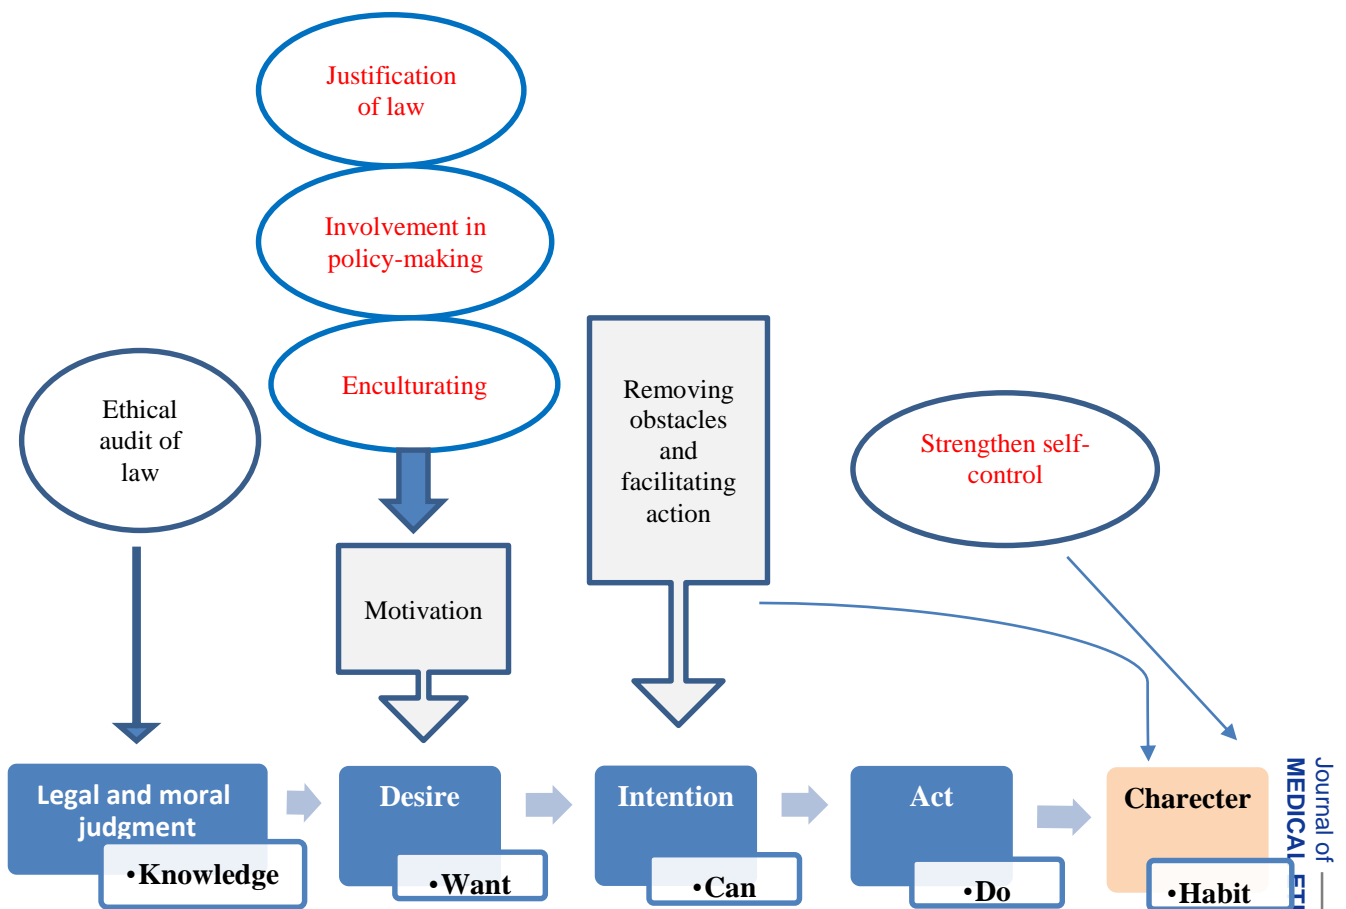 Justification
of law
Involvement in
policy-making
Enculturating
Ethical
audit of
law
Removing
obstacles
and
facilitating
action
Strengthen self-
control
Motivation
Legal and moral
judgment
•Knowledge
Desire
•Want
Intention
•Can
Act
•Do
Charecter
•Habit
Journal of
MEDICAL